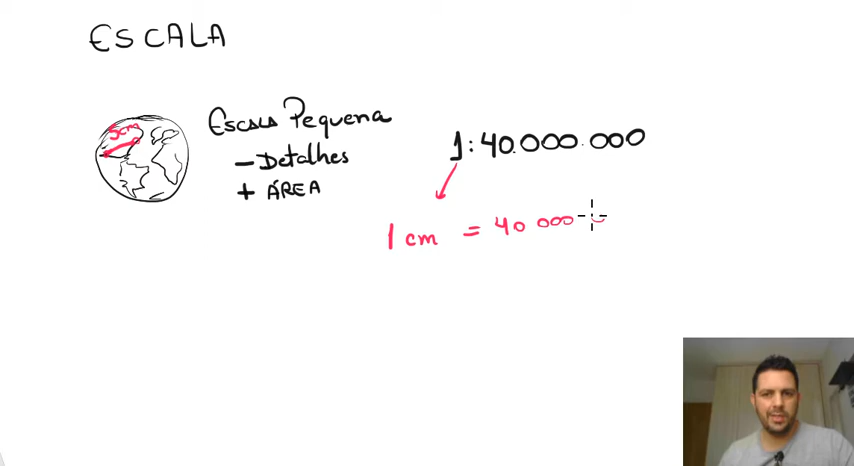 ESCALA
5cm
Escala Pequena
- Detalhes
+ ÁREA
1:40.000.000
1 cm = 40 000